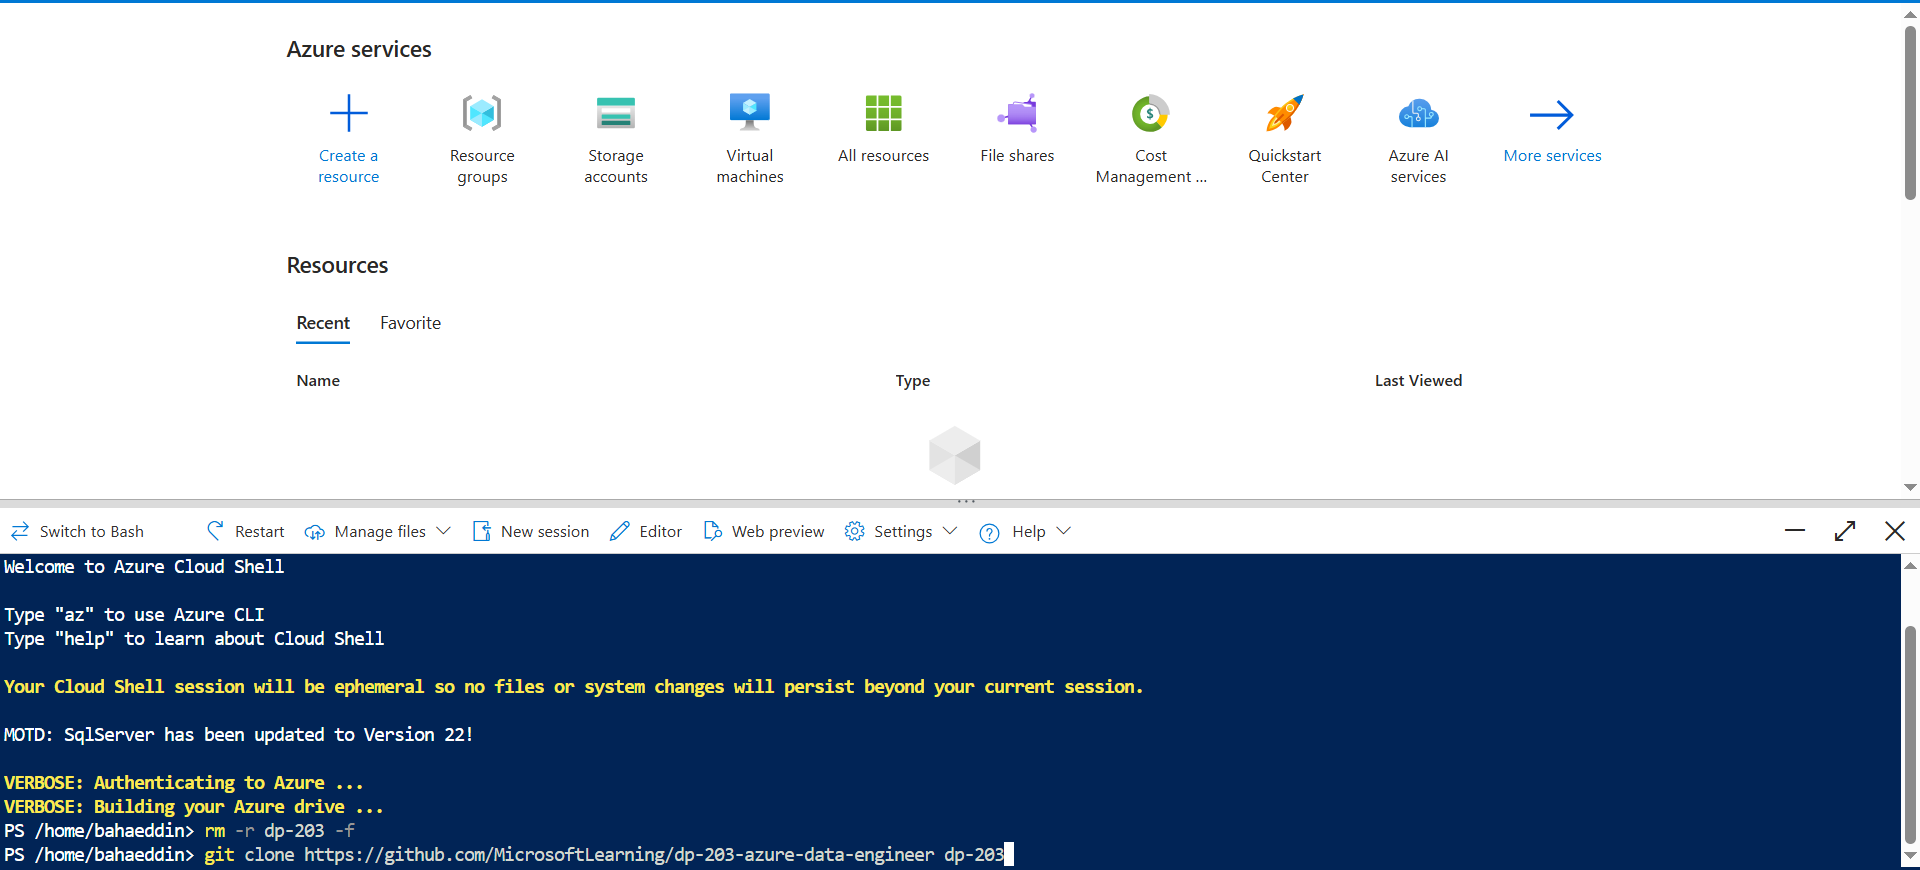 Azure services
Create a resource
Resource groups
Storage accounts
Virtual machines
All resources
File shares
Cost Management ...
Quickstart Center
Azure AI services
More services
Resources
Recent Favorite
Name Type Last Viewed
Switch to Bash Restart Manage files New session Editor Web preview Settings Help
Welcome to Azure Cloud Shell
Type "az" to use Azure CLI
Type "help" to learn about Cloud Shell
Your Cloud Shell session will be ephemeral so no files or system changes will persist beyond your current session.
MOTD: SqlServer has been updated to Version 22!
VERBOSE: Authenticating to Azure ...
VERBOSE: Building your Azure drive ...
PS /home/bahaeddin> rm -r dp-203 -f
PS /home/bahaeddin> git clone https://github.com/MicrosoftLearning/dp-203-azure-data-engineer dp-203